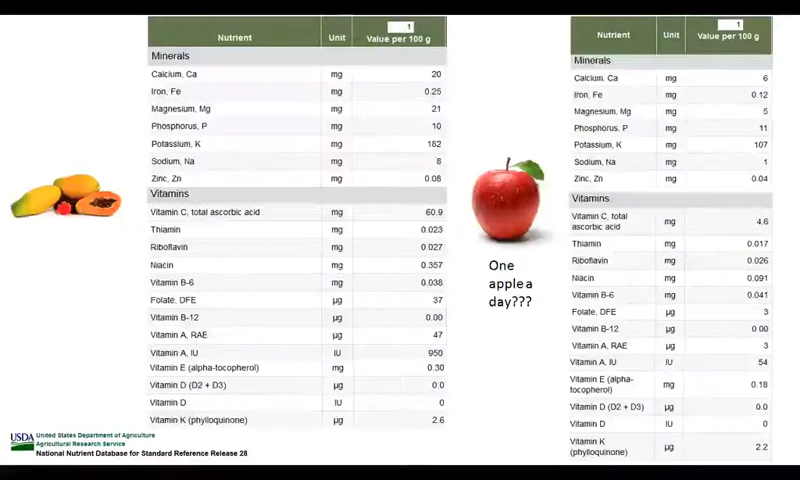 Nutrient Unit 1 Value per 100 g
Minerals
Calcium, Ca mg 20
Iron, Fe mg 0.25
Magnesium, Mg mg 21
Phosphorus, P mg 10
Potassium, K mg 182
Sodium, Na mg 8
Zinc, Zn mg 0.08
Vitamins
Vitamin C, total ascorbic acid mg 60.9
Thiamin mg 0.023
Riboflavin mg 0.027
Niacin mg 0.357
Vitamin B-6 mg 0.038
Folate, DFE µg 37
Vitamin B-12 µg 0.00
Vitamin A, RAE µg 47
Vitamin A, IU IU 950
Vitamin E (alpha-tocopherol) mg 0.30
Vitamin D (D2 + D3) µg 0.0
Vitamin D IU 0
Vitamin K (phylloquinone) µg 2.6
USDA United States Department of Agriculture
Agricultural Research Service
National Nutrient Database for Standard Reference Release 28
One
apple a
day???
Nutrient Unit 1 Value per 100 g
Minerals
Calcium, Ca mg 6
Iron, Fe mg 0.12
Magnesium, Mg mg 5
Phosphorus, P mg 11
Potassium, K mg 107
Sodium, Na mg 1
Zinc, Zn mg 0.04
Vitamins
Vitamin C, total
ascorbic acid mg 4.6
Thiamin mg 0.017
Riboflavin mg 0.026
Niacin mg 0.091
Vitamin B-6 mg 0.041
Folate, DFE µg 3
Vitamin B-12 µg 0.00
Vitamin A, RAE µg 3
Vitamin A, IU IU 54
Vitamin E (alpha-
tocopherol) mg 0.18
Vitamin D (D2 + D3) µg 0.0
Vitamin D IU 0
Vitamin K
(phylloquinone) µg 2.2